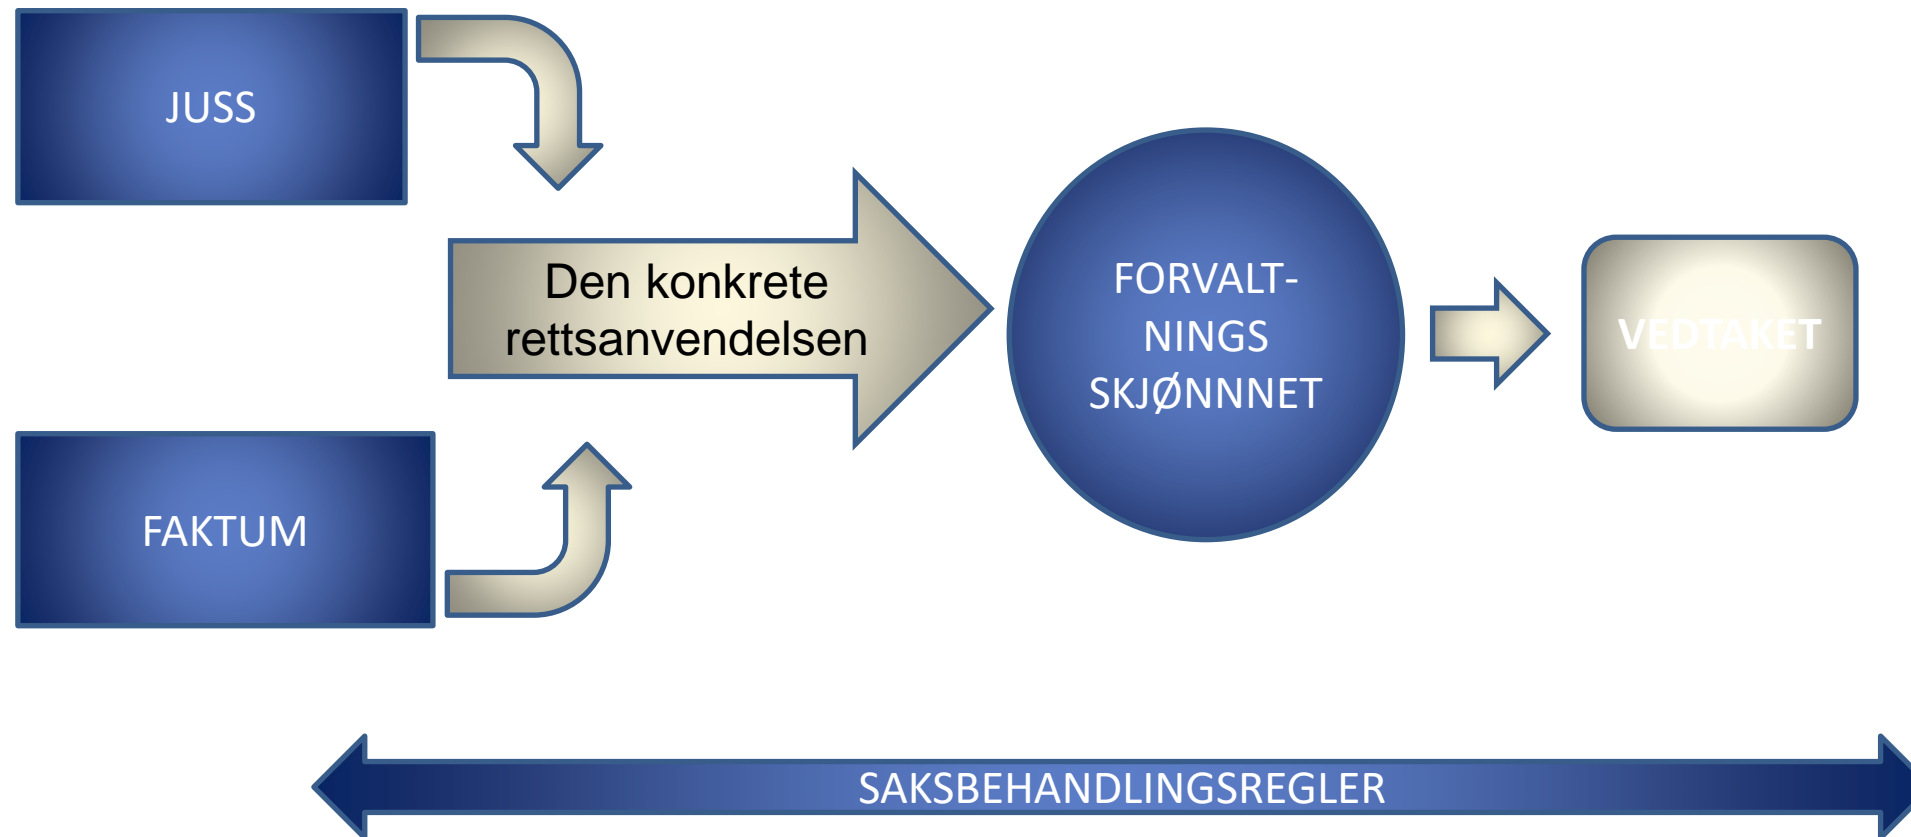 JUSS
Den konkrete
rettsanvendelsen
FORVALT-
NINGS
SKJØNNNET
VEDTAKET
FAKTUM
SAKSBEHANDLINGSREGLER